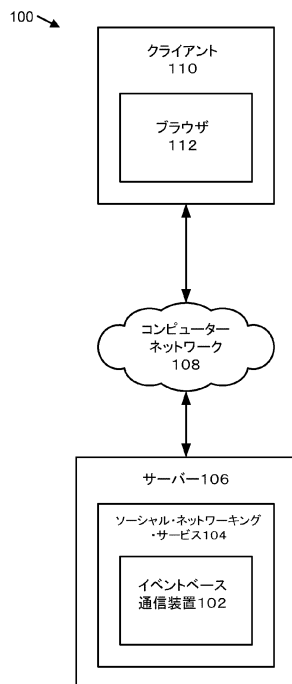 100
クライアント
110
ブラウザ
112
コンピューター
ネットワーク
108
サーバー106
ソーシャル・ネットワーキング
・サービス104
イベントベース
通信装置102